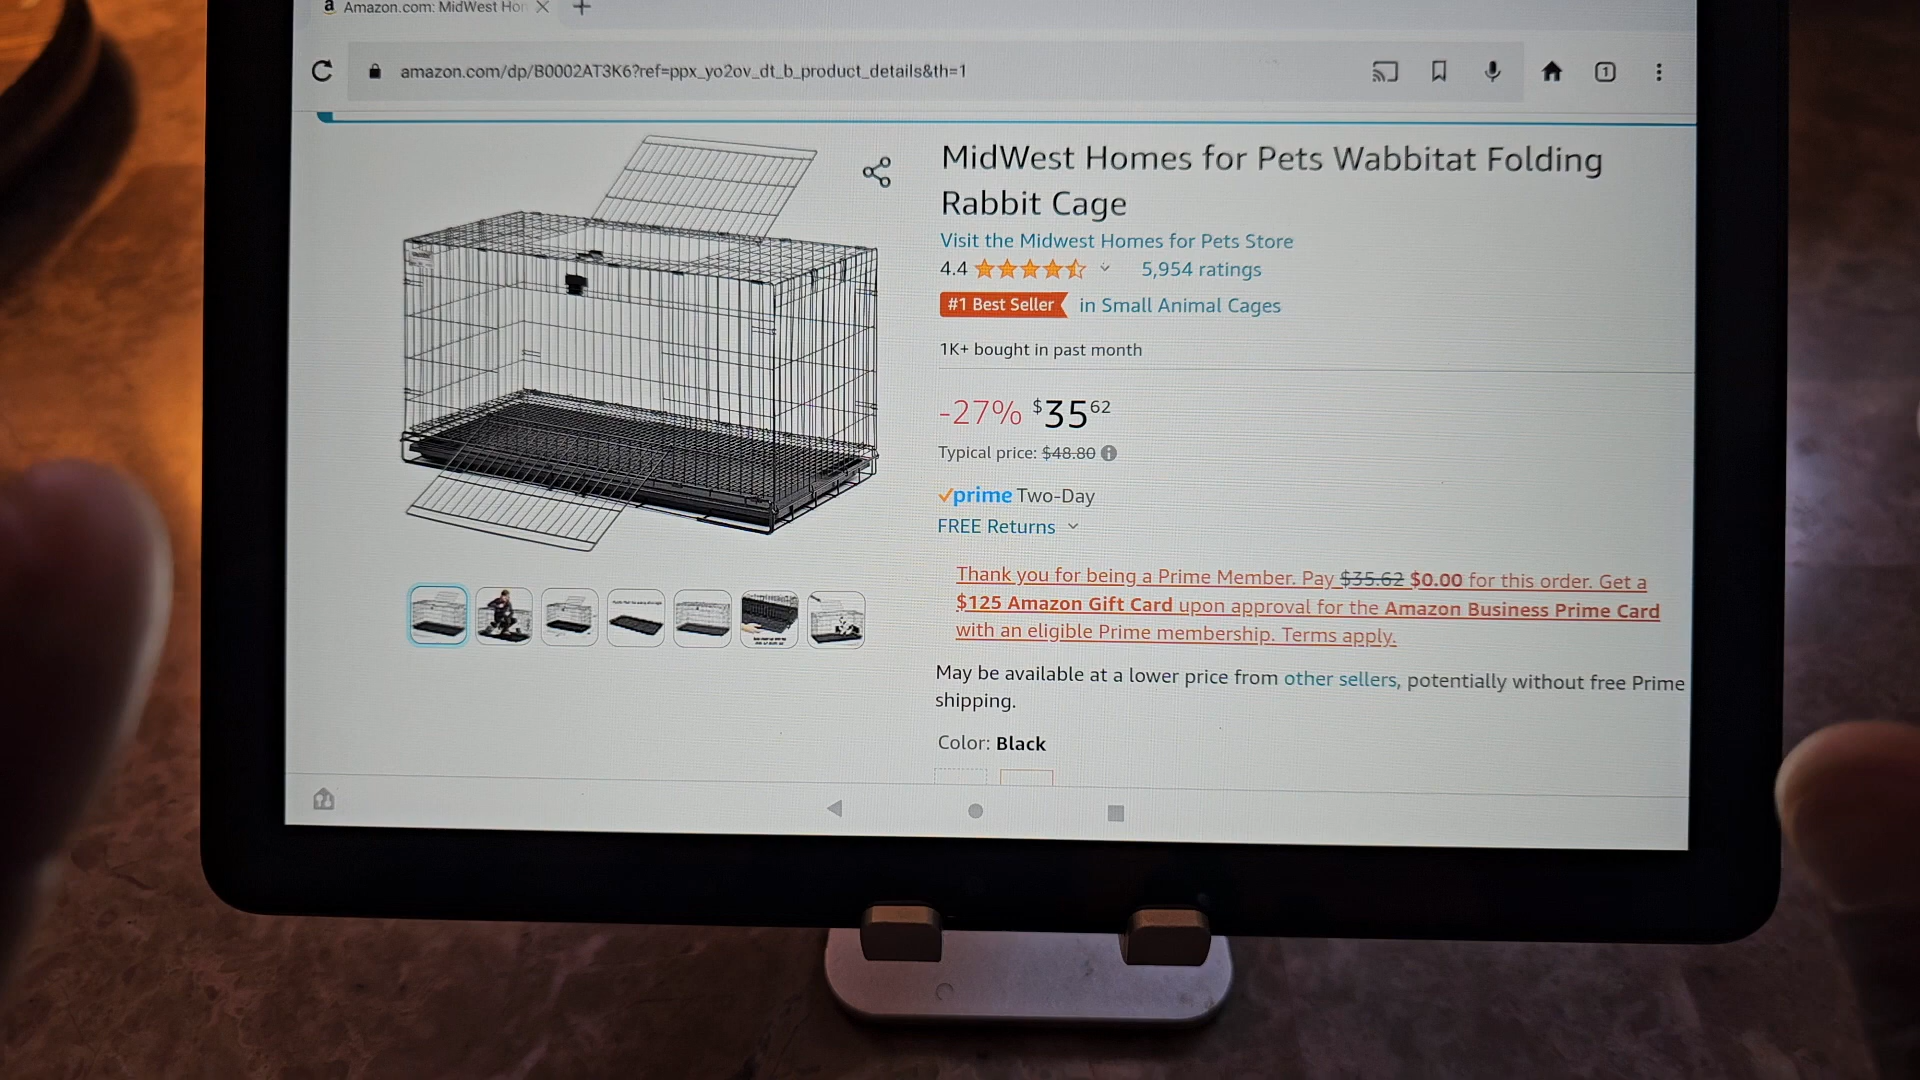 a Amazon.com: MidWest Hom
amazon.com/dp/B0002AT3K6?ref=ppx_yo2ov_dt_b_product_details&th=1
1
MidWest Homes for Pets Wabbitat Folding
Rabbit Cage
Visit the Midwest Homes for Pets Store
4.4 5,954 ratings
#1 Best Seller in Small Animal Cages
1K+ bought in past month
-27% $35 62
Typical price: $48.80
prime Two-Day
FREE Returns
Thank you for being a Prime Member. Pay $35.62 $0.00 for this order. Get a
$125 Amazon Gift Card upon approval for the Amazon Business Prime Card
with an eligible Prime membership. Terms apply.
May be available at a lower price from other sellers, potentially without free Prime
shipping.
Color: Black